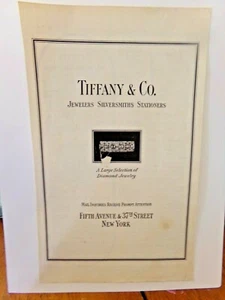 TIFFANY & CO.
JEWELERS SILVERSMITHS STATIONERS
A Large Selection of
Diamond Jewelry
MAIL INQUIRIES RECEIVE PROMPT ATTENTION
FIFTH AVENUE & 37TH STREET
NEW YORK